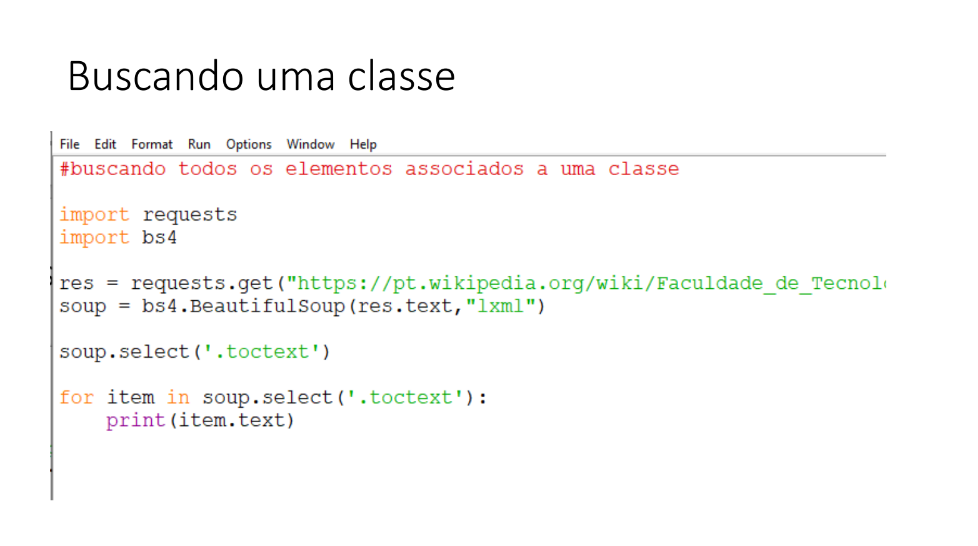 Buscando uma classe
File Edit Format Run Options Window Help
#buscando todos os elementos associados a uma classe
import requests
import bs4
res = requests.get("https://pt.wikipedia.org/wiki/Faculdade_de_Tecnol
soup = bs4.BeautifulSoup(res.text,"lxml")
soup.select('.toctext')
for item in soup.select('.toctext'):
    print(item.text)